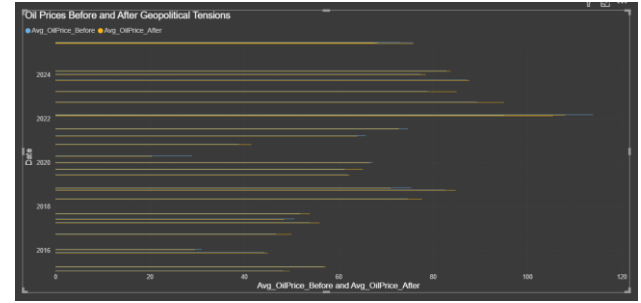 Oil Prices Before and After Geopolitical Tensions
Avg_OilPrice_Before Avg_OilPrice_After
2024
2022
2020
2018
2016
Date
0 20 40 60 80 100 120
Avg_OilPrice_Before and Avg_OilPrice_After